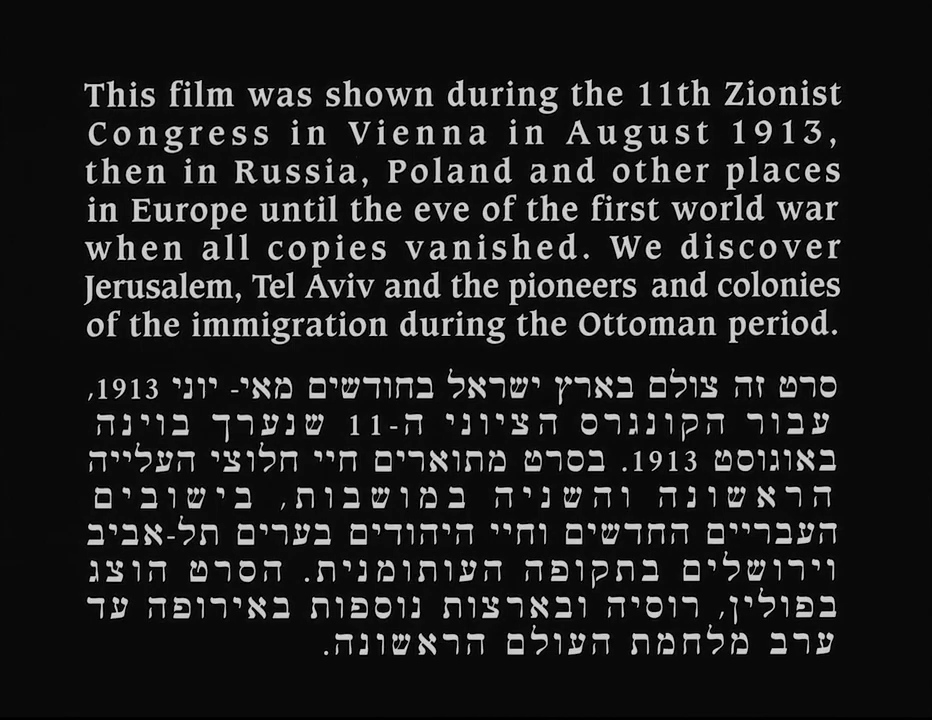 This film was shown during the 11th Zionist
Congress in Vienna in August 1913,
then in Russia, Poland and other places
in Europe until the eve of the first world war
when all copies vanished. We discover
Jerusalem, Tel Aviv and the pioneers and colonies
of the immigration during the Ottoman period.
סרט זה צולם בארץ ישראל בחודשים מאי- יוני 1913,
עבור הקונגרס הציוני ה-11 שנערך בוינה
באוגוסט 1913. בסרט מתוארים חיי חלוצי העלייה
הראשונה והשניה במושבות, בישובים
העבריים החדשים וחיי היהודים בערים תל-אביב
וירושלים בתקופה העותומנית. הסרט הוצג
בפולין, רוסיה ובארצות נוספות באירופה עד
ערב מלחמת העולם הראשונה.